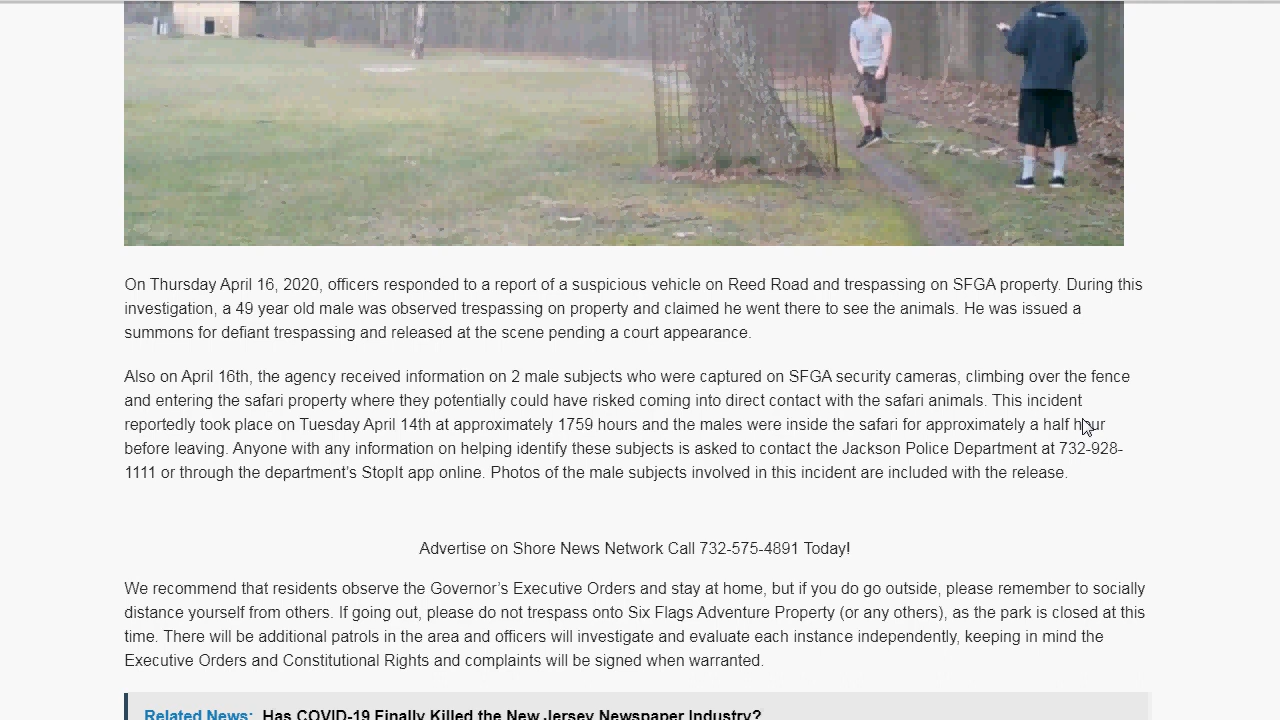 On Thursday April 16, 2020, officers responded to a report of a suspicious vehicle on Reed Road and trespassing on SFGA property. During this
investigation, a 49 year old male was observed trespassing on property and claimed he went there to see the animals. He was issued a
summons for defiant trespassing and released at the scene pending a court appearance.
Also on April 16th, the agency received information on 2 male subjects who were captured on SFGA security cameras, climbing over the fence
and entering the safari property where they potentially could have risked coming into direct contact with the safari animals. This incident
reportedly took place on Tuesday April 14th at approximately 1759 hours and the males were inside the safari for approximately a half hour
before leaving. Anyone with any information on helping identify these subjects is asked to contact the Jackson Police Department at 732-928-
1111 or through the department's StopIt app online. Photos of the male subjects involved in this incident are included with the release.
Advertise on Shore News Network Call 732-575-4891 Today!
We recommend that residents observe the Governor's Executive Orders and stay at home, but if you do go outside, please remember to socially
distance yourself from others. If going out, please do not trespass onto Six Flags Adventure Property (or any others), as the park is closed at this
time. There will be additional patrols in the area and officers will investigate and evaluate each instance independently, keeping in mind the
Executive Orders and Constitutional Rights and complaints will be signed when warranted.
Related News: Has COVID-19 Finally Killed the New Jersey Newspaper Industry?